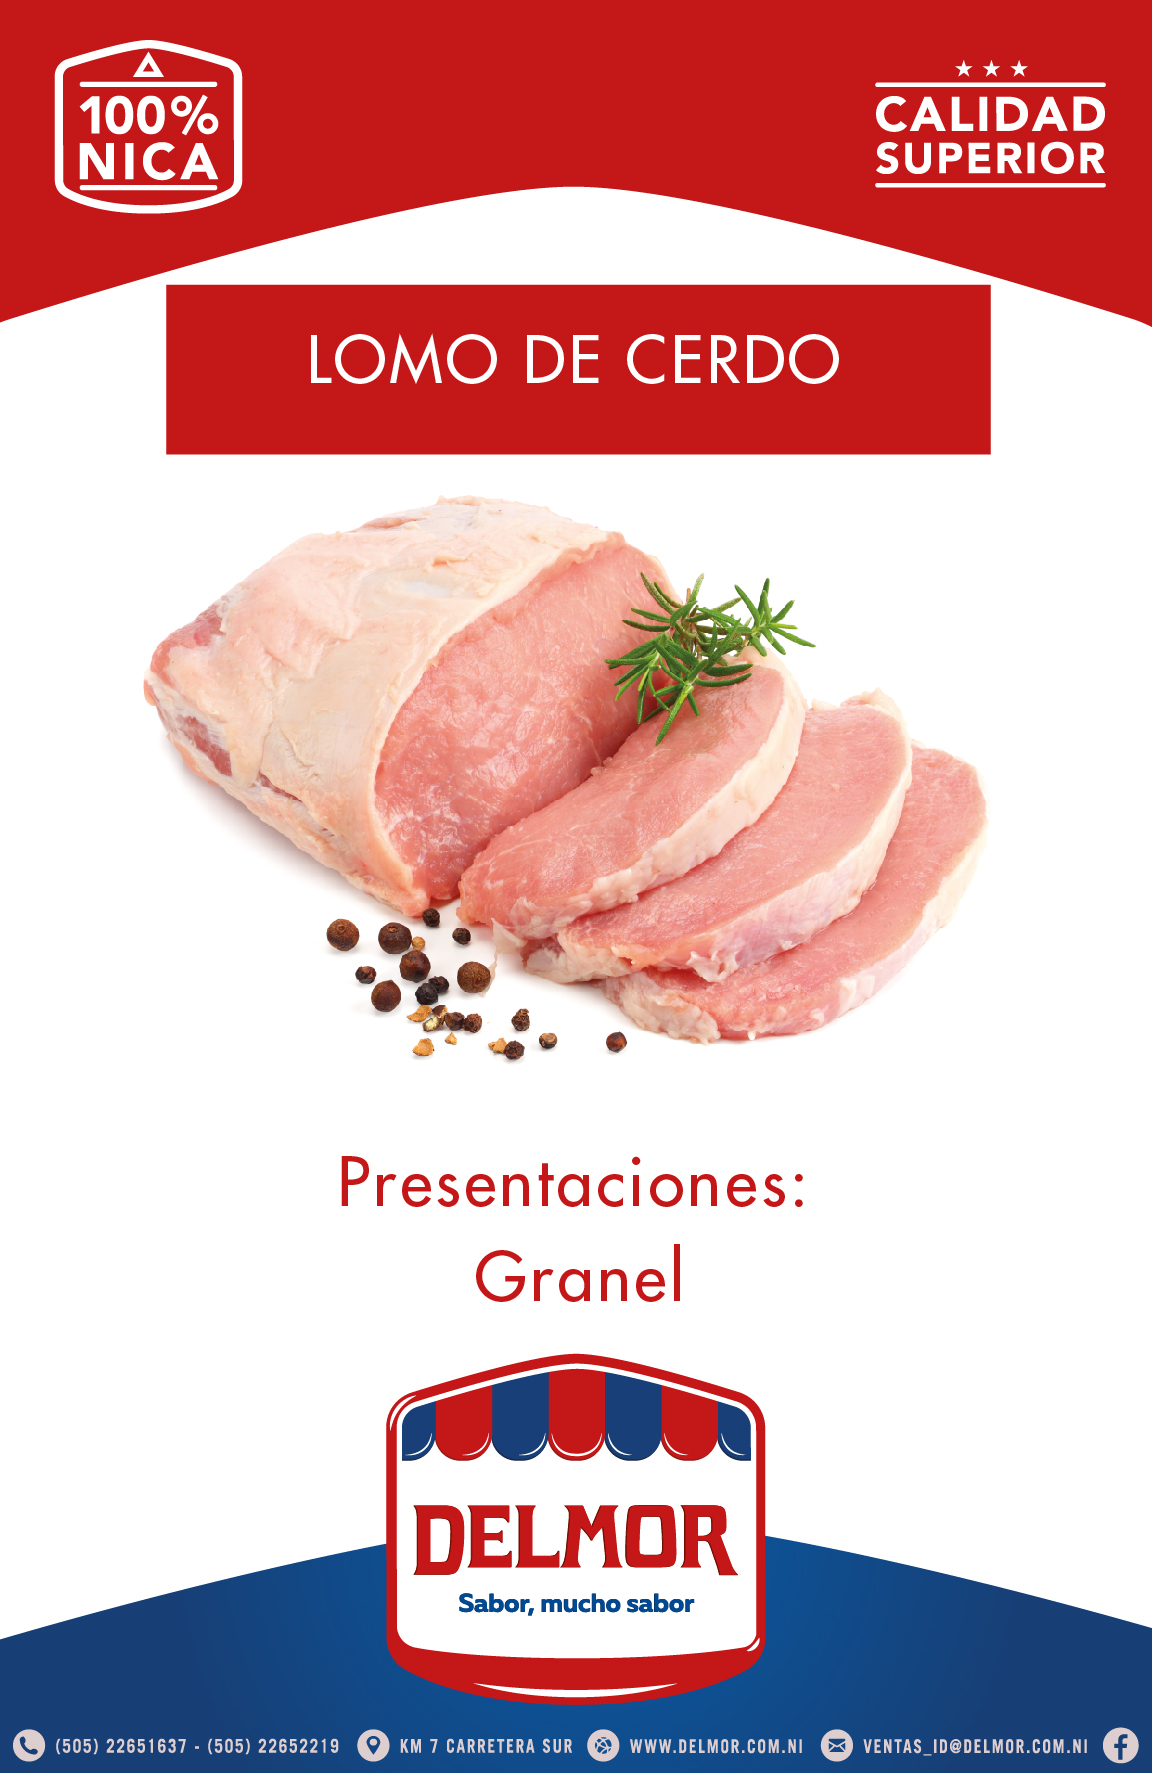 100%
NICA
CALIDAD
SUPERIOR
LOMO DE CERDO
Presentaciones:
Granel
DELMOR
Sabor, mucho sabor
(505) 22651637 - (505) 22652219
KM 7 CARRETERA SUR
WWW.DELMOR.COM.NI
VENTAS_ID@DELMOR.COM.NI